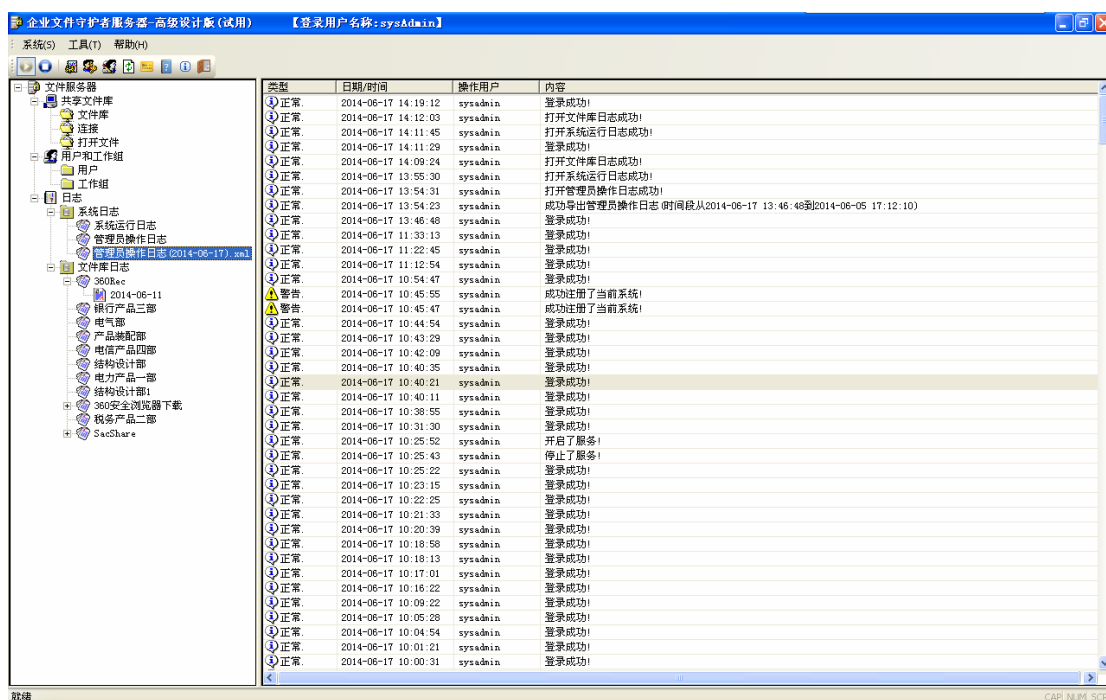 企业文件守护者服务器-高级设计版(试用) 【登录用户名称:sysAdmin】
系统(S) 工具(T) 帮助(H)
文件服务器
共享文件库
文件库
连接
打开文件
用户和工作组
用户
工作组
日志
系统日志
系统运行日志
管理员操作日志
管理员操作日志(2014-06-17).xml
文件库日志
360Rec
2014-06-11
银行产品三部
电气部
产品装配部
电信产品四部
结构设计部
电力产品一部
结构设计部1
360安全浏览器下载
税务产品二部
SacShare
类型 日期/时间 操作用户 内容
正常. 2014-06-17 14:19:12 sysadmin 登录成功!
正常. 2014-06-17 14:12:03 sysadmin 打开文件库日志成功!
正常. 2014-06-17 14:11:45 sysadmin 打开系统运行日志成功!
正常. 2014-06-17 14:11:29 sysadmin 登录成功!
正常. 2014-06-17 14:09:24 sysadmin 打开文件库日志成功!
正常. 2014-06-17 13:55:30 sysadmin 打开系统运行日志成功!
正常. 2014-06-17 13:54:31 sysadmin 打开管理员操作日志成功!
正常. 2014-06-17 13:54:23 sysadmin 成功导出管理员操作日志(时间段从2014-06-17 13:46:48到2014-06-05 17:12:10)
正常. 2014-06-17 13:46:48 sysadmin 登录成功!
正常. 2014-06-17 11:33:13 sysadmin 登录成功!
正常. 2014-06-17 11:22:45 sysadmin 登录成功!
正常. 2014-06-17 11:12:54 sysadmin 登录成功!
正常. 2014-06-17 10:54:47 sysadmin 登录成功!
警告. 2014-06-17 10:45:55 sysadmin 成功注册了当前系统!
警告. 2014-06-17 10:45:47 sysadmin 成功注册了当前系统!
正常. 2014-06-17 10:44:54 sysadmin 登录成功!
正常. 2014-06-17 10:43:29 sysadmin 登录成功!
正常. 2014-06-17 10:42:09 sysadmin 登录成功!
正常. 2014-06-17 10:40:35 sysadmin 登录成功!
正常. 2014-06-17 10:40:21 sysadmin 登录成功!
正常. 2014-06-17 10:40:11 sysadmin 登录成功!
正常. 2014-06-17 10:38:55 sysadmin 登录成功!
正常. 2014-06-17 10:31:30 sysadmin 登录成功!
正常. 2014-06-17 10:25:52 sysadmin 开启了服务!
正常. 2014-06-17 10:25:43 sysadmin 停止了服务!
正常. 2014-06-17 10:25:22 sysadmin 登录成功!
正常. 2014-06-17 10:23:15 sysadmin 登录成功!
正常. 2014-06-17 10:22:25 sysadmin 登录成功!
正常. 2014-06-17 10:21:33 sysadmin 登录成功!
正常. 2014-06-17 10:20:39 sysadmin 登录成功!
正常. 2014-06-17 10:18:58 sysadmin 登录成功!
正常. 2014-06-17 10:18:13 sysadmin 登录成功!
正常. 2014-06-17 10:17:01 sysadmin 登录成功!
正常. 2014-06-17 10:16:22 sysadmin 登录成功!
正常. 2014-06-17 10:09:22 sysadmin 登录成功!
正常. 2014-06-17 10:05:28 sysadmin 登录成功!
正常. 2014-06-17 10:04:54 sysadmin 登录成功!
正常. 2014-06-17 10:01:21 sysadmin 登录成功!
正常. 2014-06-17 10:00:31 sysadmin 登录成功!
就绪 CAP NUM SCR